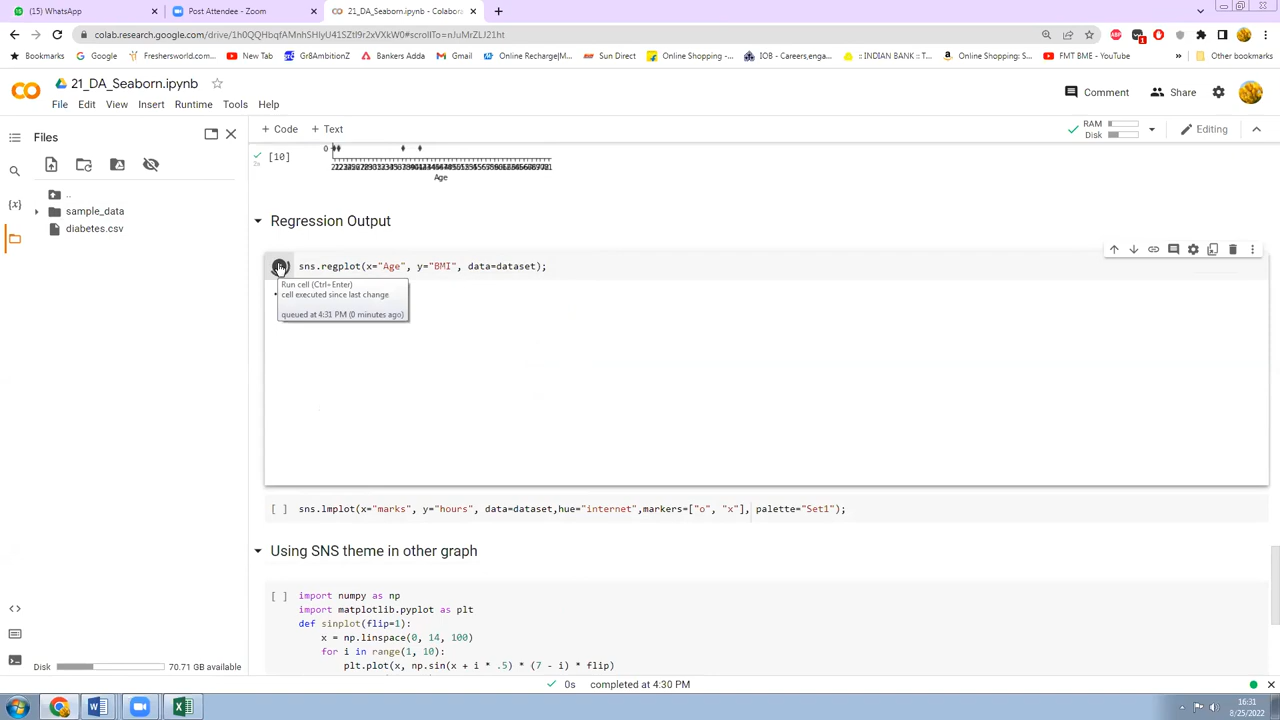 (15) WhatsApp
Post Attendee - Zoom
21_DA_Seaborn.ipynb - Colabora
colab.research.google.com/drive/1h0QQHbqfAMnhSHIyU41SZtl9r2xVXkW0#scrollTo=nJuMrZLJ21ht
Bookmarks
Google
Freshersworld.com...
New Tab
Gr8AmbitionZ
Bankers Adda
Gmail
Online Recharge|M...
Sun Direct
Online Shopping -...
IOB - Careers,enga...
:: INDIAN BANK :: T...
Online Shopping: S...
FMT BME - YouTube
»
Other bookmarks
21_DA_Seaborn.ipynb
File Edit View Insert Runtime Tools Help
Comment
Share
Files
+ Code + Text
RAM
Disk
Editing
..
sample_data
diabetes.csv
[10]
2s
0
Age
Regression Output
sns.regplot(x="Age", y="BMI", data=dataset);
Run cell (Ctrl+Enter)
cell executed since last change
queued at 4:31 PM (0 minutes ago)
[ ] sns.lmplot(x="marks", y="hours", data=dataset,hue="internet",markers=["o", "x"], palette="Set1");
Using SNS theme in other graph
[ ] import numpy as np
import matplotlib.pyplot as plt
def sinplot(flip=1):
x = np.linspace(0, 14, 100)
for i in range(1, 10):
plt.plot(x, np.sin(x + i * .5) * (7 - i) * flip)
Disk
70.71 GB available
0s completed at 4:30 PM
16:31
8/25/2022